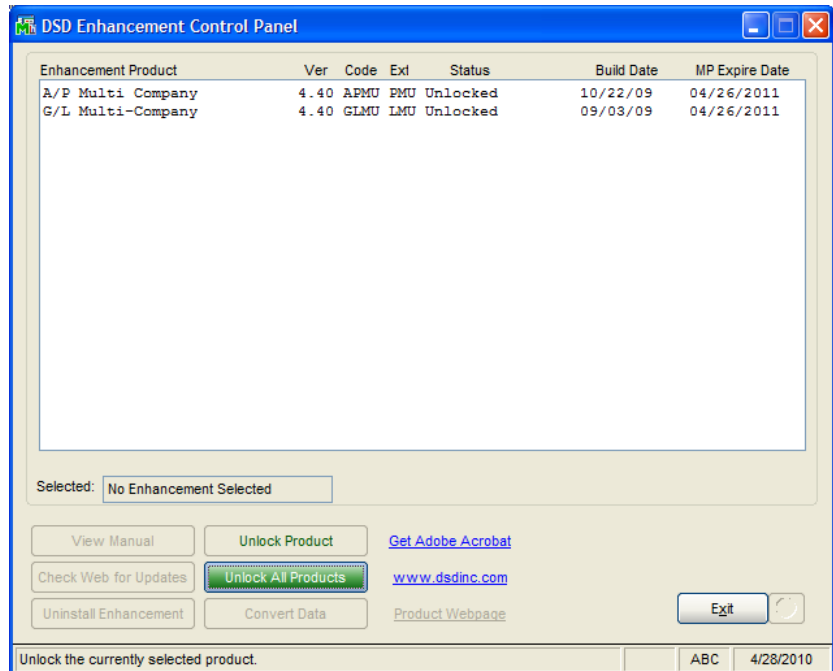 DSD Enhancement Control Panel
Enhancement Product Ver Code Ext Status Build Date MP Expire Date
A/P Multi Company 4.40 APMU PMU Unlocked 10/22/09 04/26/2011
G/L Multi-Company 4.40 GLMU LMU Unlocked 09/03/09 04/26/2011
Selected: No Enhancement Selected
View Manual Unlock Product Get Adobe Acrobat
Check Web for Updates Unlock All Products www.dsdinc.com
Uninstall Enhancement Convert Data Product Webpage Exit
Unlock the currently selected product. ABC 4/28/2010